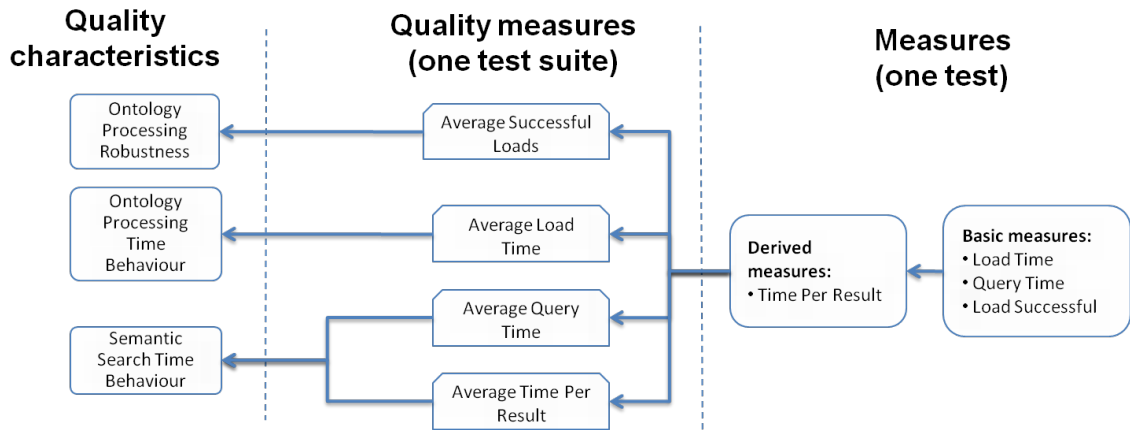 Quality
characteristics
Quality measures
(one test suite)
Measures
(one test)
Ontology
Processing
Robustness
Average Successful
Loads
Ontology
Processing
Time
Behaviour
Average Load
Time
Derived
measures:
• Time Per Result
Basic measures:
• Load Time
• Query Time
• Load Successful
Semantic
Search Time
Behaviour
Average Query
Time
Average Time Per
Result